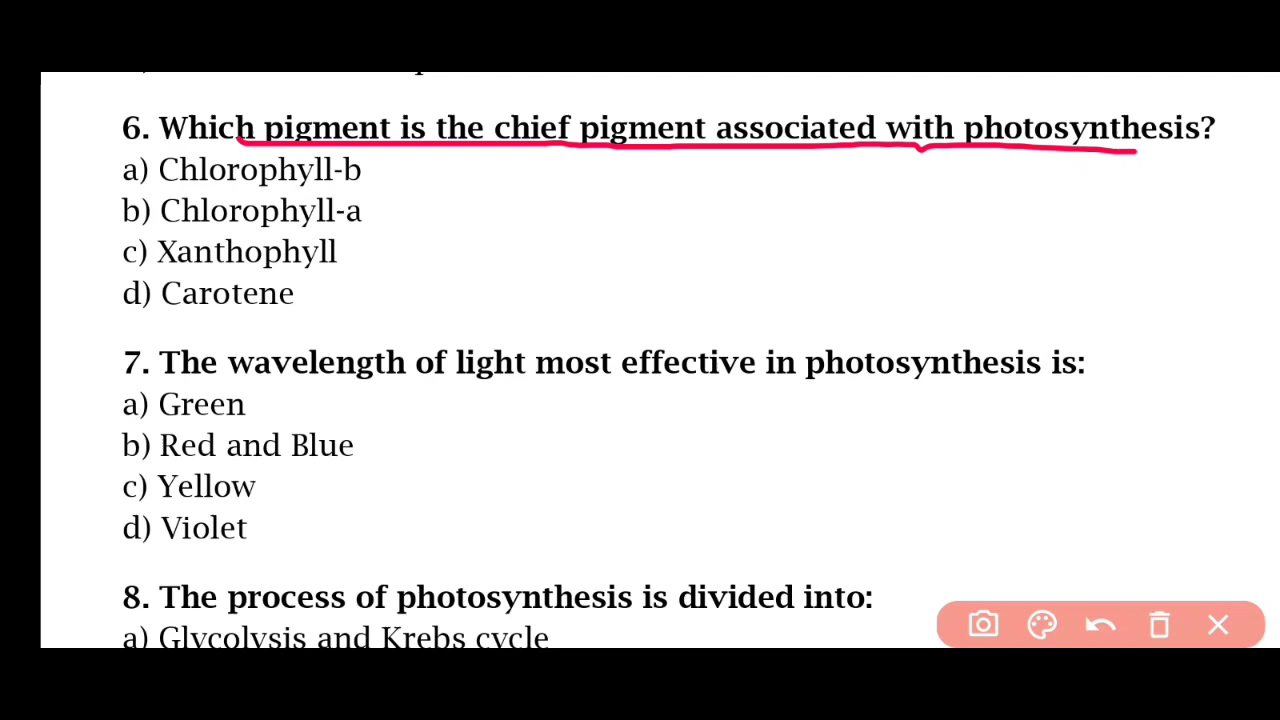 6. Which pigment is the chief pigment associated with photosynthesis?
a) Chlorophyll-b
b) Chlorophyll-a
c) Xanthophyll
d) Carotene
7. The wavelength of light most effective in photosynthesis is:
a) Green
b) Red and Blue
c) Yellow
d) Violet
8. The process of photosynthesis is divided into:
a) Glycolysis and Krebs cycle